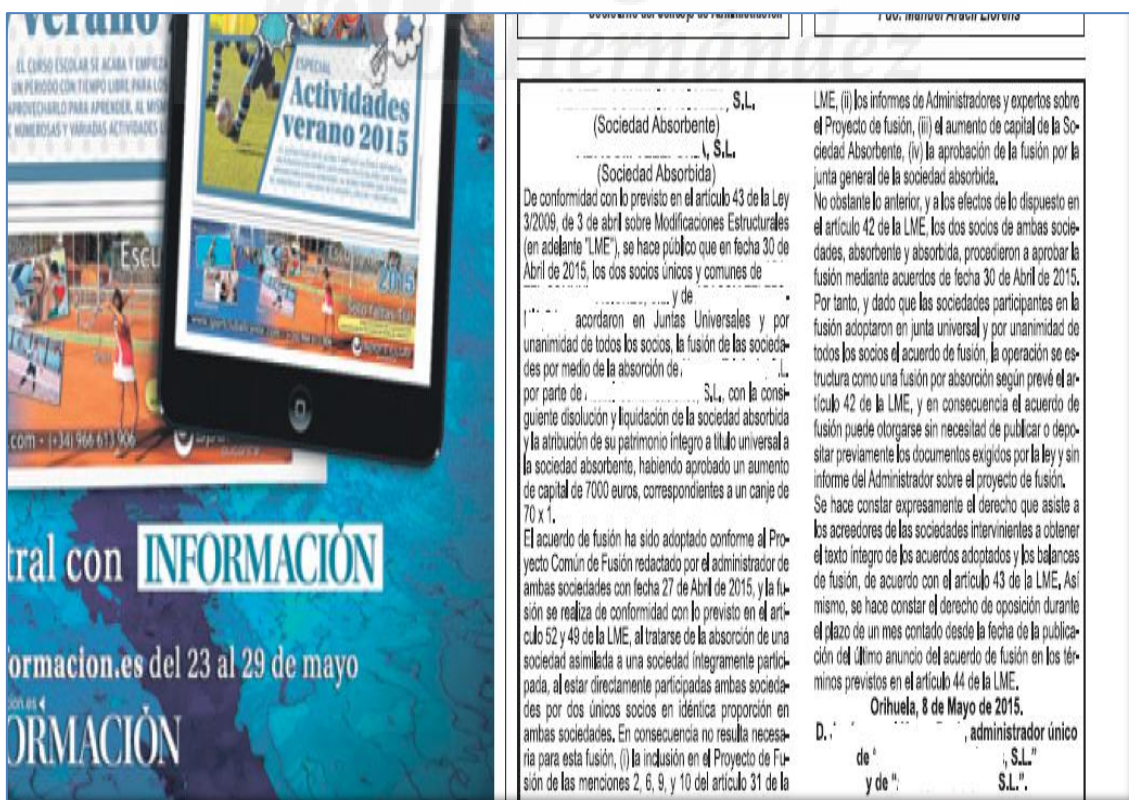 verano
EL CURSO ESCOLAR SE ACABA Y EMPIEZA
UN PERIODO CON TIEMPO LIBRE PARA LOS
APROVECHARLO PARA APRENDER, AL MISM
E NUMEROSAS Y VARIADAS ACTIVIDADES
ESPECIAL
Actividades
verano 2015
Escu
2015
.com • (+34) 966 613 906
tral con INFORMACIÓN
formacion.es del 23 al 29 de mayo
ORMACIÓN
Hernández
Fdo. Manuel Aracil Llorens
, S.L.
(Sociedad Absorbente)
, S.L.
(Sociedad Absorbida)
De conformidad con lo previsto en el artículo 43 de la Ley
3/2009, de 3 de abril sobre Modificaciones Estructurales
(en adelante "LME"), se hace público que en fecha 30 de
Abril de 2015, los dos socios únicos y comunes de
y de
acordaron en Juntas Universales y por
unanimidad de todos los socios, la fusión de las socieda-
des por medio de la absorción de
por parte de S.L., con la consi-
guiente disolución y liquidación de la sociedad absorbida
y la atribución de su patrimonio íntegro a título universal a
la sociedad absorbente, habiendo aprobado un aumento
de capital de 7000 euros, correspondientes a un canje de
70 x 1.
El acuerdo de fusión ha sido adoptado conforme al Pro-
yecto Común de Fusión redactado por el administrador de
ambas sociedades con fecha 27 de Abril de 2015, y la fu-
sión se realiza de conformidad con lo previsto en el artí-
culo 52 y 49 de la LME, al tratarse de la absorción de una
sociedad asimilada a una sociedad íntegramente partici-
pada, al estar directamente participadas ambas socieda-
des por dos únicos socios en idéntica proporción en
ambas sociedades. En consecuencia no resulta necesa-
ria para esta fusión, (i) la inclusión en el Proyecto de Fu-
sión de las menciones 2, 6, 9, y 10 del artículo 31 de la
LME, (ii) los informes de Administradores y expertos sobre
el Proyecto de fusión, (iii) el aumento de capital de la So-
ciedad Absorbente, (iv) la aprobación de la fusión por la
junta general de la sociedad absorbida.
No obstante lo anterior, y a los efectos de lo dispuesto en
el artículo 42 de la LME, los dos socios de ambas socie-
dades, absorbente y absorbida, procedieron a aprobar la
fusión mediante acuerdos de fecha 30 de Abril de 2015.
Por tanto, y dado que las sociedades participantes en la
fusión adoptaron en junta universal y por unanimidad de
todos los socios el acuerdo de fusión, la operación se es-
tructura como una fusión por absorción según prevé el ar-
tículo 42 de la LME, y en consecuencia el acuerdo de
fusión puede otorgarse sin necesidad de publicar o depo-
sitar previamente los documentos exigidos por la ley y sin
informe del Administrador sobre el proyecto de fusión.
Se hace constar expresamente el derecho que asiste a
los acreedores de las sociedades intervinientes a obtener
el texto íntegro de los acuerdos adoptados y los balances
de fusión, de acuerdo con el artículo 43 de la LME. Así
mismo, se hace constar el derecho de oposición durante
el plazo de un mes contado desde la fecha de la publica-
ción del último anuncio del acuerdo de fusión en los tér-
minos previstos en el artículo 44 de la LME.
Orihuela, 8 de Mayo de 2015.
D. , administrador único
de " , S.L."
y de ": S.L.".